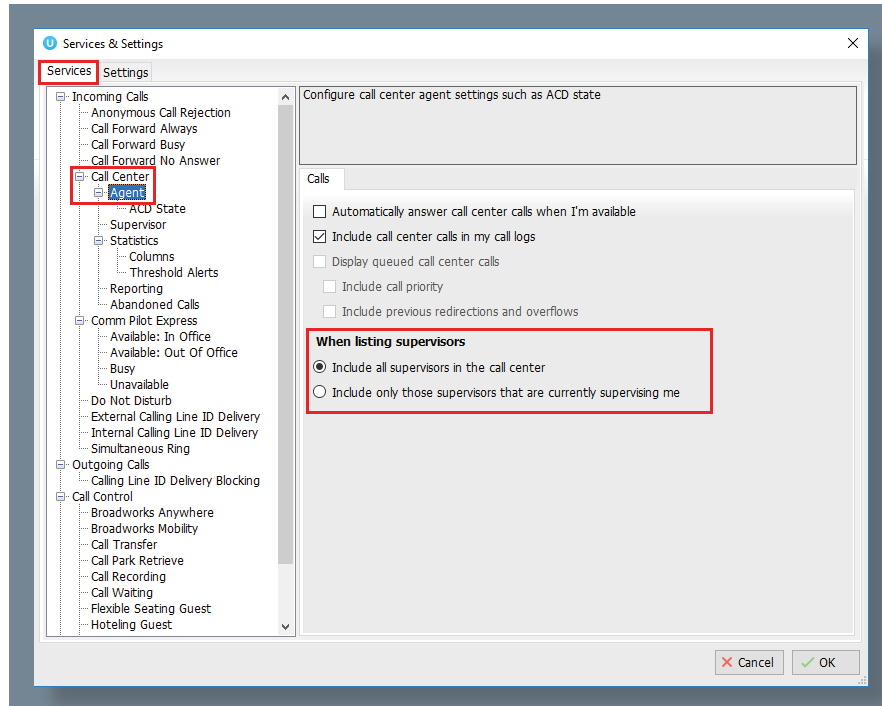 U Services & Settings
Services Settings
Incoming Calls
Anonymous Call Rejection
Call Forward Always
Call Forward Busy
Call Forward No Answer
Call Center
Agent
ACD State
Supervisor
Statistics
Columns
Threshold Alerts
Reporting
Abandoned Calls
Comm Pilot Express
Available: In Office
Available: Out Of Office
Busy
Unavailable
Do Not Disturb
External Calling Line ID Delivery
Internal Calling Line ID Delivery
Simultaneous Ring
Outgoing Calls
Calling Line ID Delivery Blocking
Call Control
Broadworks Anywhere
Broadworks Mobility
Call Transfer
Call Park Retrieve
Call Recording
Call Waiting
Flexible Seating Guest
Hoteling Guest
Configure call center agent settings such as ACD state
Calls
Automatically answer call center calls when I'm available
Include call center calls in my call logs
Display queued call center calls
Include call priority
Include previous redirections and overflows
When listing supervisors
Include all supervisors in the call center
Include only those supervisors that are currently supervising me
Cancel OK